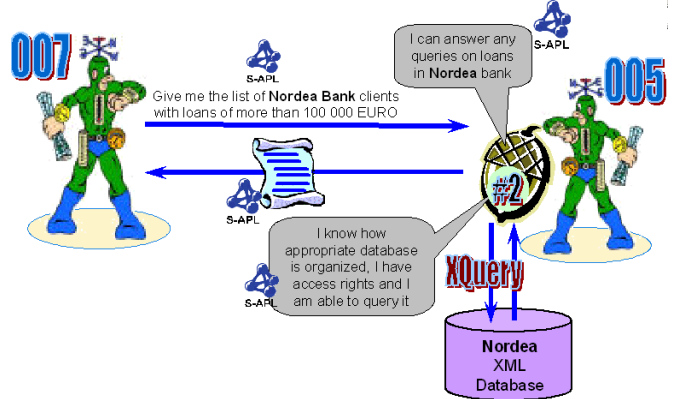 007
S-APL
Give me the list of Nordea Bank clients
with loans of more than 100 000 EURO
I can answer any
queries on loans
in Nordea bank
S-APL
005
#2
S-APL
I know how
appropriate database
is organized, I have
access rights and I
am able to query it
S-APL
XQuery
Nordea
XML
Database